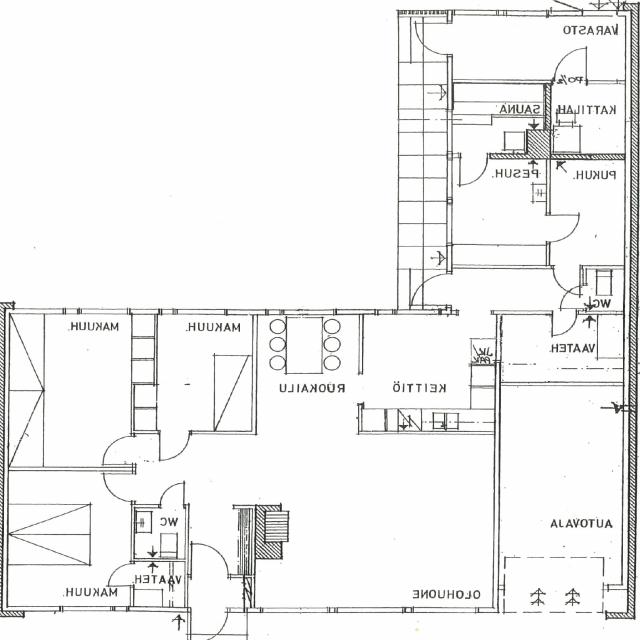 VARASTO
KATTILAH.
SAUNA
PESUH.
PUKUH.
WC
MAKUUH.
MAKUUH.
VAATEH.
RUOKAILU
KEITTIÖ
WC
AUTOVAJA
VAATEH.
MAKUUH.
OLOHUONE